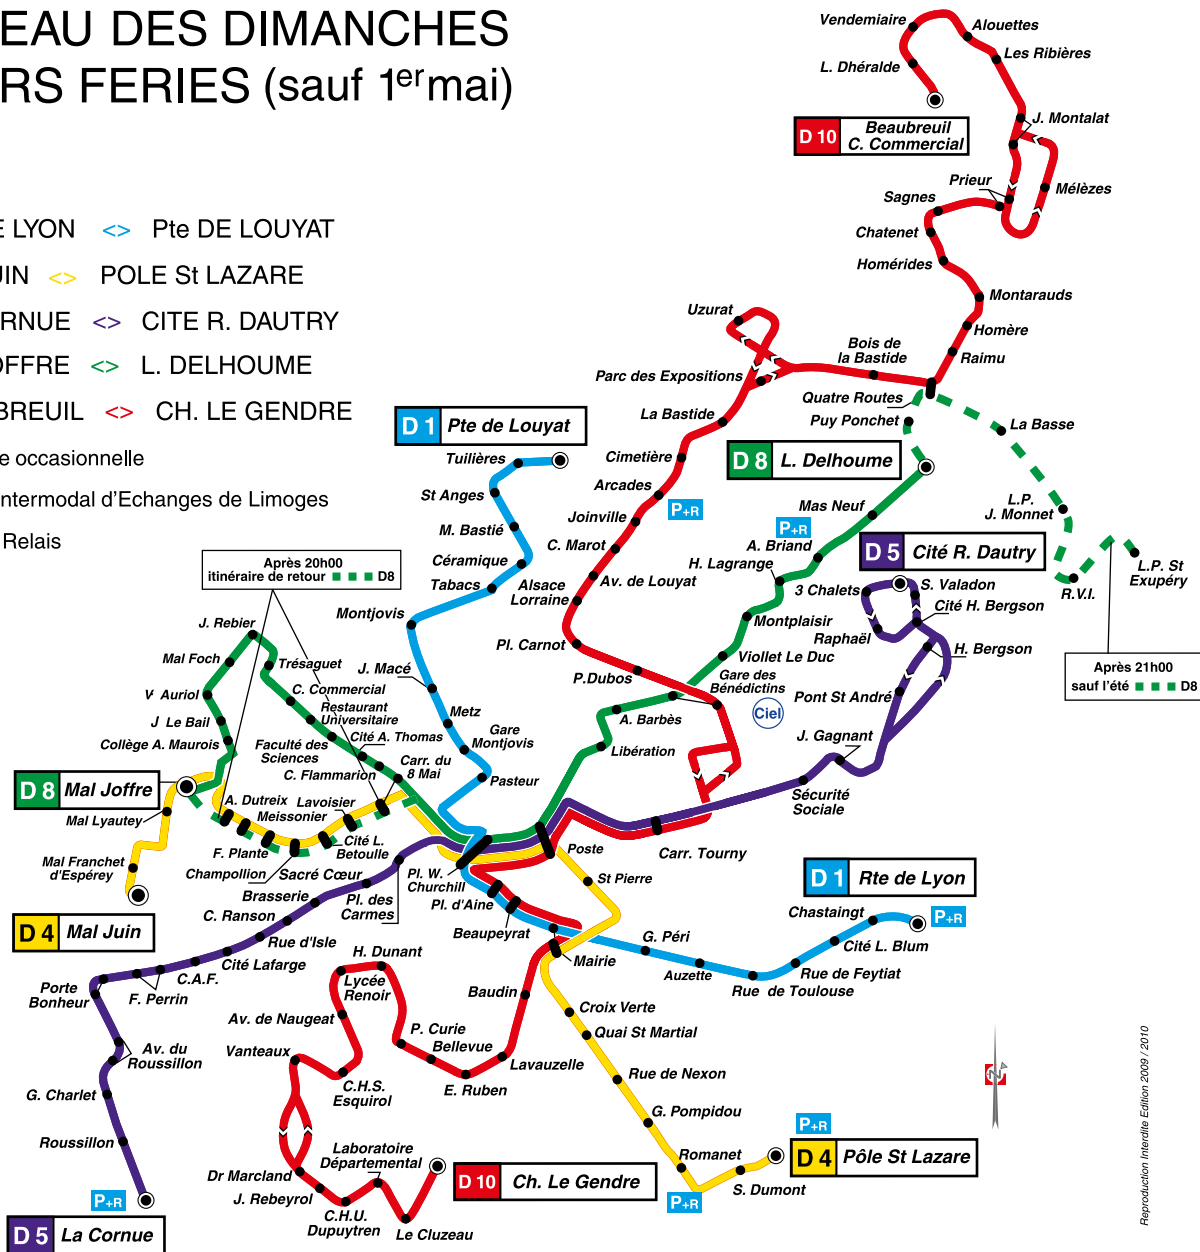 EAU DES DIMANCHES
RS FERIES (sauf 1er mai)
E LYON <> Pte DE LOUYAT
UIN <> POLE St LAZARE
RNUE <> CITE R. DAUTRY
OFFRE <> L. DELHOUME
BREUIL <> CH. LE GENDRE
e occasionnelle
ntermodal d'Echanges de Limoges
Relais
Vendemiaire
Alouettes
Les Ribières
L. Dhéralde
D 10 Beaubreuil
C. Commercial
J. Montalat
Prieur
Mélèzes
Sagnes
Chatenet
Homérides
Montarauds
Homère
Raimu
Uzurat
Bois de
la Bastide
Parc des Expositions
Quatre Routes
Puy Ponchet
La Basse
La Bastide
D 1 Pte de Louyat
Tuilières
Cimetière
D 8 L. Delhoume
Arcades
P+R
St Anges
Joinville
Mas Neuf
L.P.
J. Monnet
M. Bastié
C. Marot
P+R
A. Briand
D 5 Cité R. Dautry
Céramique
H. Lagrange
L.P. St
Exupéry
Tabacs
Alsace
Lorraine
Av. de Louyat
3 Chalets
S. Valadon
R.V.I.
Après 20h00
itinéraire de retour D8
Montjovis
Cité H. Bergson
J. Rebier
Montplaisir
Raphaël
Pl. Carnot
H. Bergson
Mal Foch
Trésaguet
Viollet Le Duc
Après 21h00
sauf l'été D8
J. Macé
P.Dubos
Gare des
Bénédictins
Pont St André
V Auriol
C. Commercial
Restaurant
Universitaire
Metz
Ciel
J Le Bail
A. Barbès
Cité A. Thomas
Gare
Montjovis
Collège A. Maurois
Faculté des
Sciences
Libération
J. Gagnant
Carr. du
8 Mai
C. Flammarion
D 8 Mal Joffre
Pasteur
A. Dutreix
Lavoisier
Meissonier
Sécurité
Sociale
Mal Lyautey
Cité L.
Betoulle
F. Plante
Poste
Carr. Tourny
Mal Franchet
d'Espérey
Champollion
Sacré Cœur
Pl. W.
Churchill
St Pierre
D 1 Rte de Lyon
Brasserie
Pl. des
Carmes
Pl. d'Aine
C. Ranson
Chastaingt
P+R
D 4 Mal Juin
Beaupeyrat
Rue d'Isle
G. Péri
Cité L. Blum
H. Dunant
Mairie
Cité Lafarge
Auzette
Rue de Feytiat
C.A.F.
Lycée
Renoir
Rue de Toulouse
Porte
Bonheur
F. Perrin
Baudin
Croix Verte
Av. de Naugeat
P. Curie
Quai St Martial
Bellevue
Av. du
Roussillon
Vanteaux
Lavauzelle
Rue de Nexon
C.H.S.
Esquirol
E. Ruben
G. Charlet
G. Pompidou
P+R
Roussillon
Laboratoire
Départemental
Romanet
D 4 Pôle St Lazare
Dr Marcland
D 10 Ch. Le Gendre
S. Dumont
J. Rebeyrol
P+R
P+R
C.H.U.
Dupuytren
Le Cluzeau
D 5 La Cornue
N
Reproduction Interdite Edition 2009 / 2010